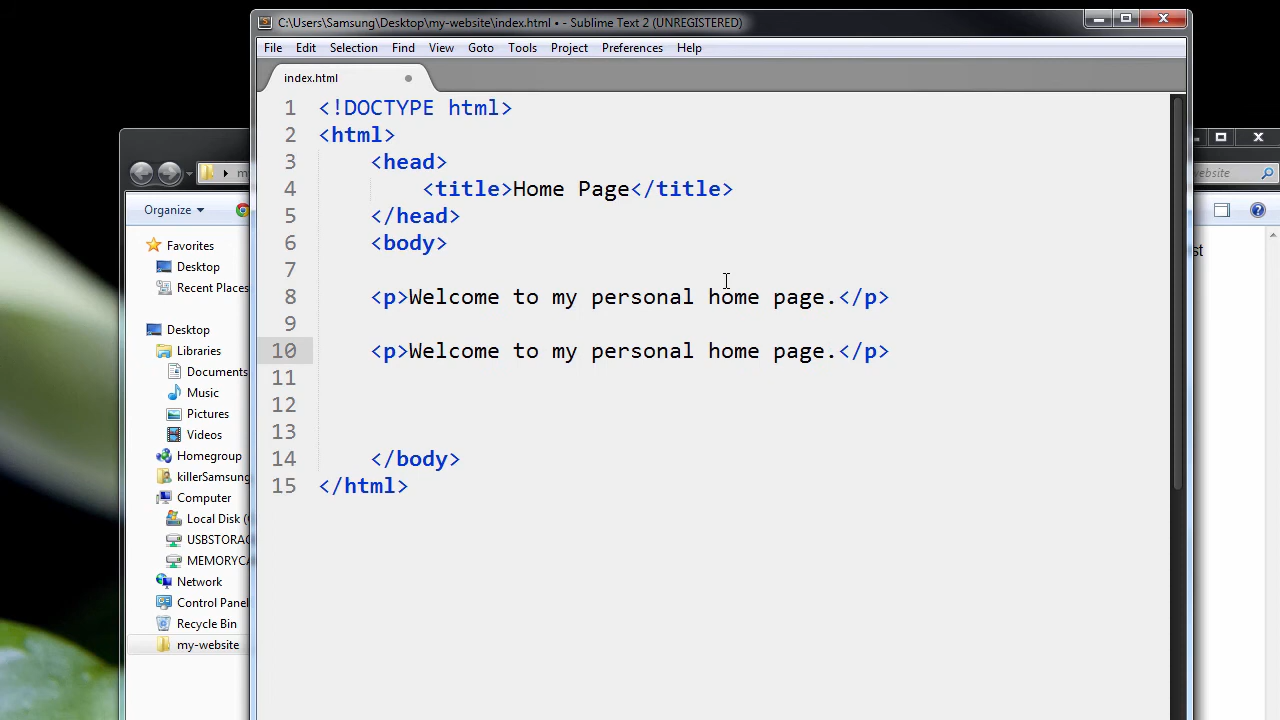 C:\Users\Samsung\Desktop\my-website\index.html • - Sublime Text 2 (UNREGISTERED)
File Edit Selection Find View Goto Tools Project Preferences Help
index.html
1 <!DOCTYPE html>
2 <html>
3 <head>
4 <title>Home Page</title>
5 </head>
6 <body>
7
8 <p>Welcome to my personal home page.</p>
9
10 <p>Welcome to my personal home page.</p>
11
12
13
14 </body>
15 </html>
Organize
Favorites
Desktop
Recent Places
Desktop
Libraries
Documents
Music
Pictures
Videos
Homegroup
killerSamsung
Computer
Local Disk (
USBSTORAG
MEMORYCA
Network
Control Panel
Recycle Bin
my-website